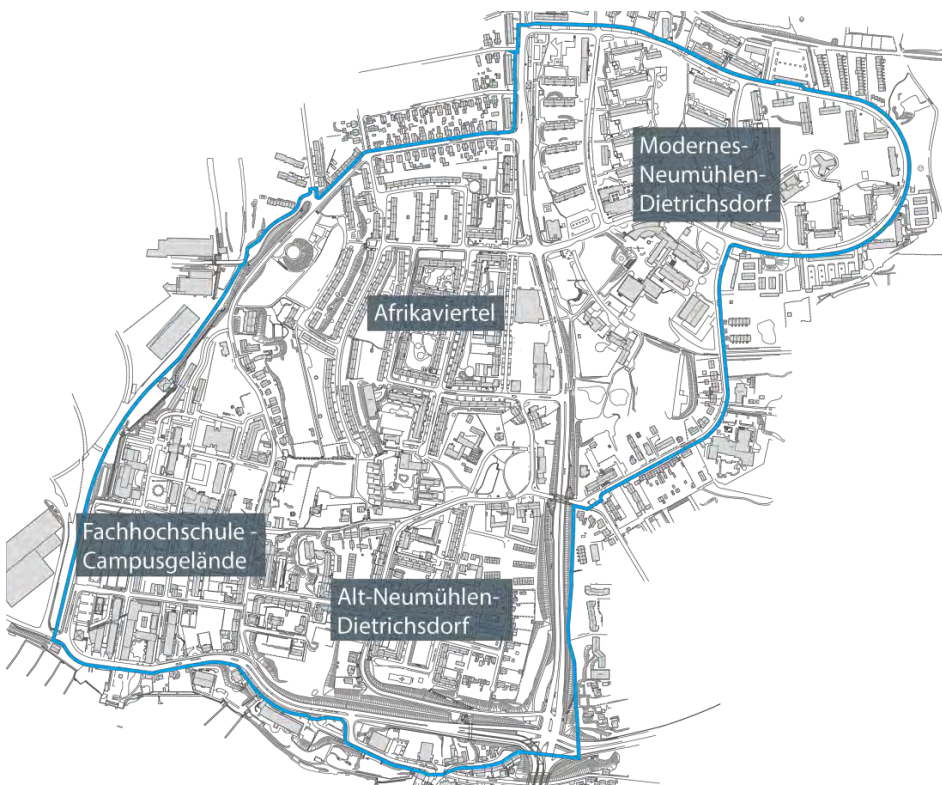 Modernes-
Neumühlen-
Dietrichsdorf
Afrikaviertel
Fachhochschule -
Campusgelände
Alt-Neumühlen-
Dietrichsdorf